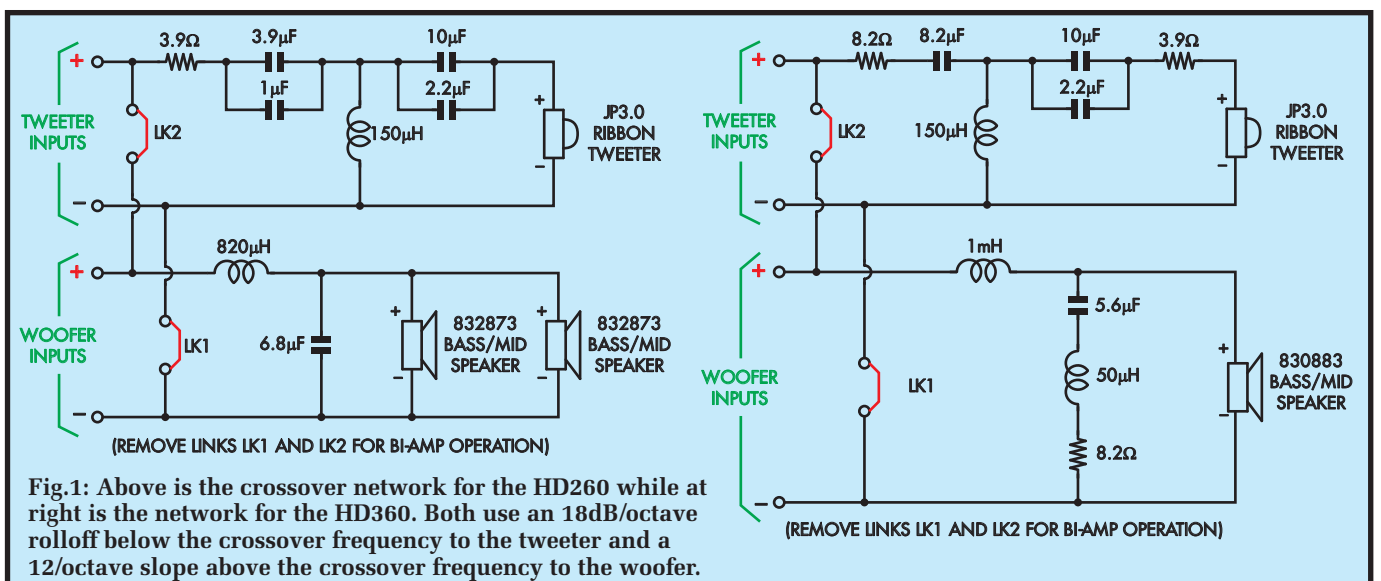 3.9Ω
3.9µF
1µF
10µF
2.2µF
+
TWEETER
INPUTS
LK2
150µH
+
JP3.0
RIBBON
TWEETER
–
–
820µH
+
WOOFER
INPUTS
LK1
6.8µF
+
832873
BASS/MID
SPEAKER
–
+
832873
BASS/MID
SPEAKER
–
–
(REMOVE LINKS LK1 AND LK2 FOR BI-AMP OPERATION)
8.2Ω
8.2µF
10µF
2.2µF
3.9Ω
+
TWEETER
INPUTS
LK2
150µH
+
JP3.0
RIBBON
TWEETER
–
–
1mH
+
WOOFER
INPUTS
LK1
5.6µF
50µH
8.2Ω
+
830883
BASS/MID
SPEAKER
–
–
(REMOVE LINKS LK1 AND LK2 FOR BI-AMP OPERATION)
Fig.1: Above is the crossover network for the HD260 while at
right is the network for the HD360. Both use an 18dB/octave
rolloff below the crossover frequency to the tweeter and a
12/octave slope above the crossover frequency to the woofer.